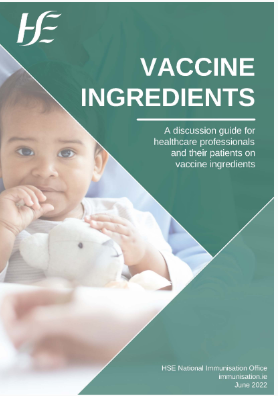 HSE
VACCINE
INGREDIENTS
A discussion guide for
healthcare professionals
and their patients on
vaccine ingredients
HSE National Immunisation Office
immunisation.ie
June 2022